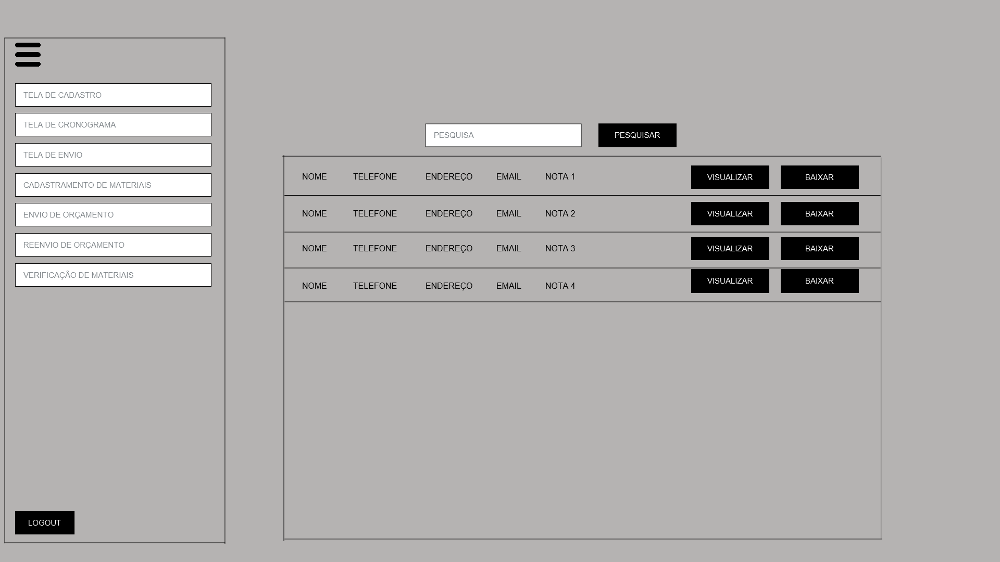 TELA DE CADASTRO
TELA DE CRONOGRAMA
TELA DE ENVIO
CADASTRAMENTO DE MATERIAIS
ENVIO DE ORÇAMENTO
REENVIO DE ORÇAMENTO
VERIFICAÇÃO DE MATERIAIS
LOGOUT
PESQUISA PESQUISAR
NOME TELEFONE ENDEREÇO EMAIL NOTA 1 VISUALIZAR BAIXAR
NOME TELEFONE ENDEREÇO EMAIL NOTA 2 VISUALIZAR BAIXAR
NOME TELEFONE ENDEREÇO EMAIL NOTA 3 VISUALIZAR BAIXAR
NOME TELEFONE ENDEREÇO EMAIL NOTA 4 VISUALIZAR BAIXAR